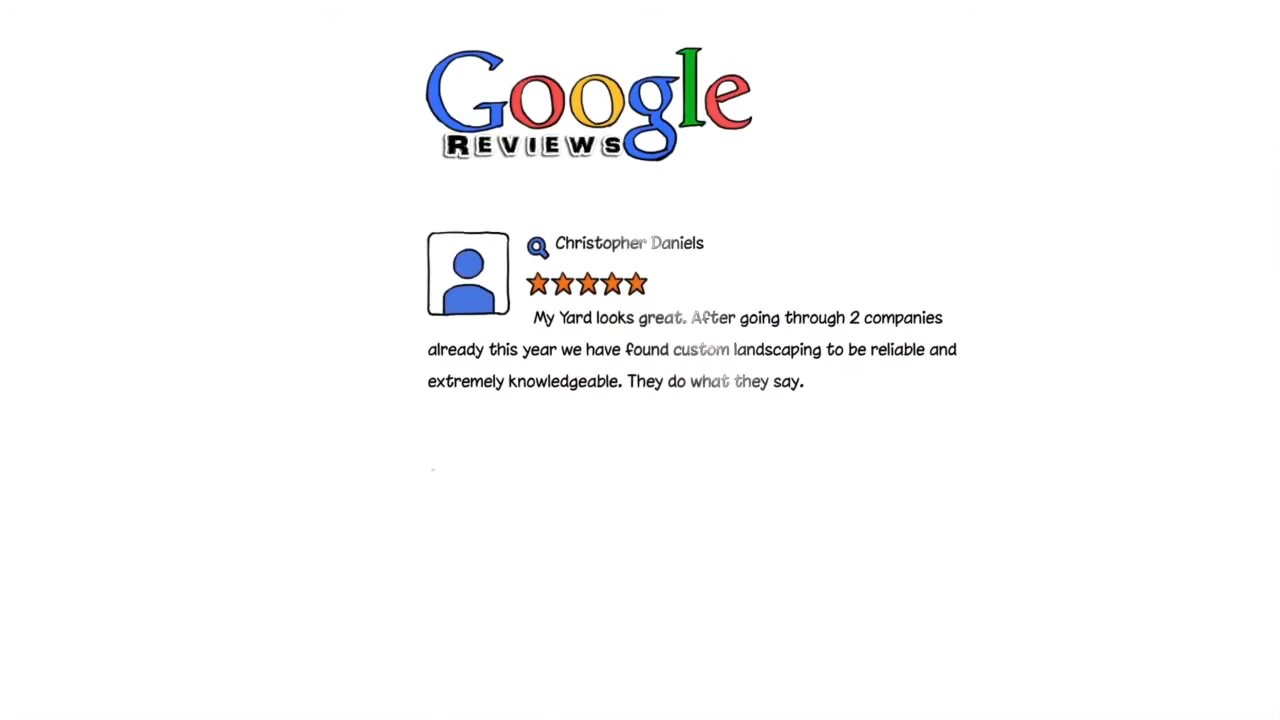 Google
REVIEWS
Christopher Daniels
My Yard looks great. After going through 2 companies
already this year we have found custom landscaping to be reliable and
extremely knowledgeable. They do what they say.